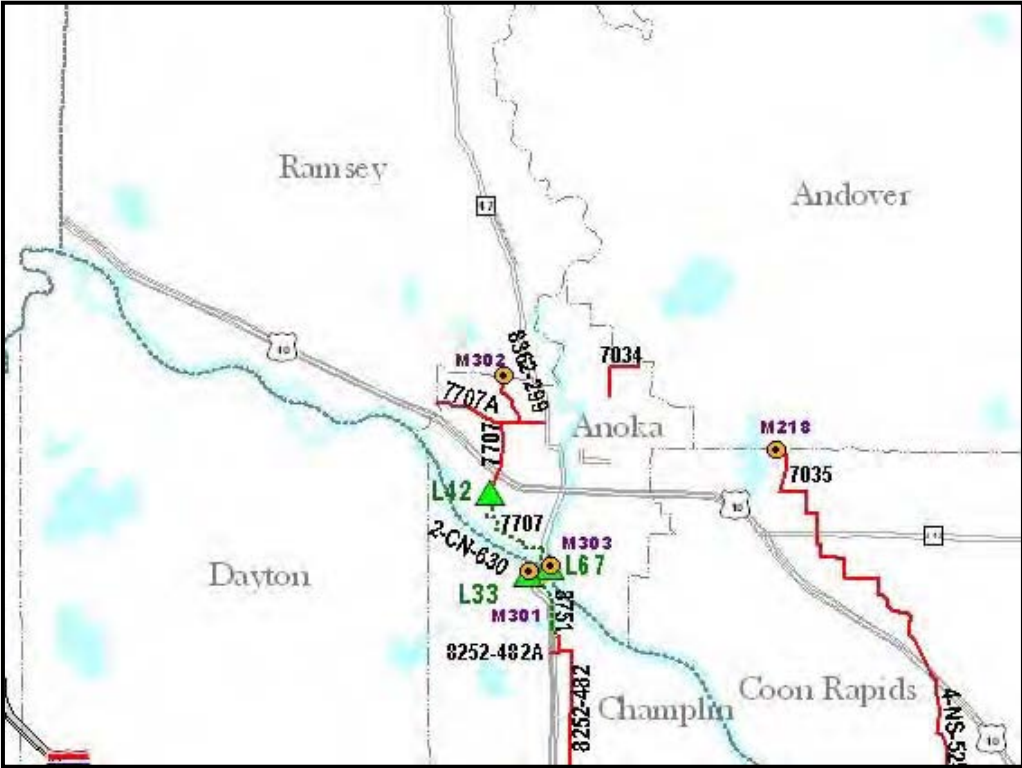 Ramsey
Andover
47
10
M302
8362-299
7034
7707A
7707
Anoka
M218
7035
L42
10
7707
2-CN-630
M303
L67
Dayton
L33
M301
8751
8252-482A
8252-482
Champlin
Coon Rapids
4-NS-52
10